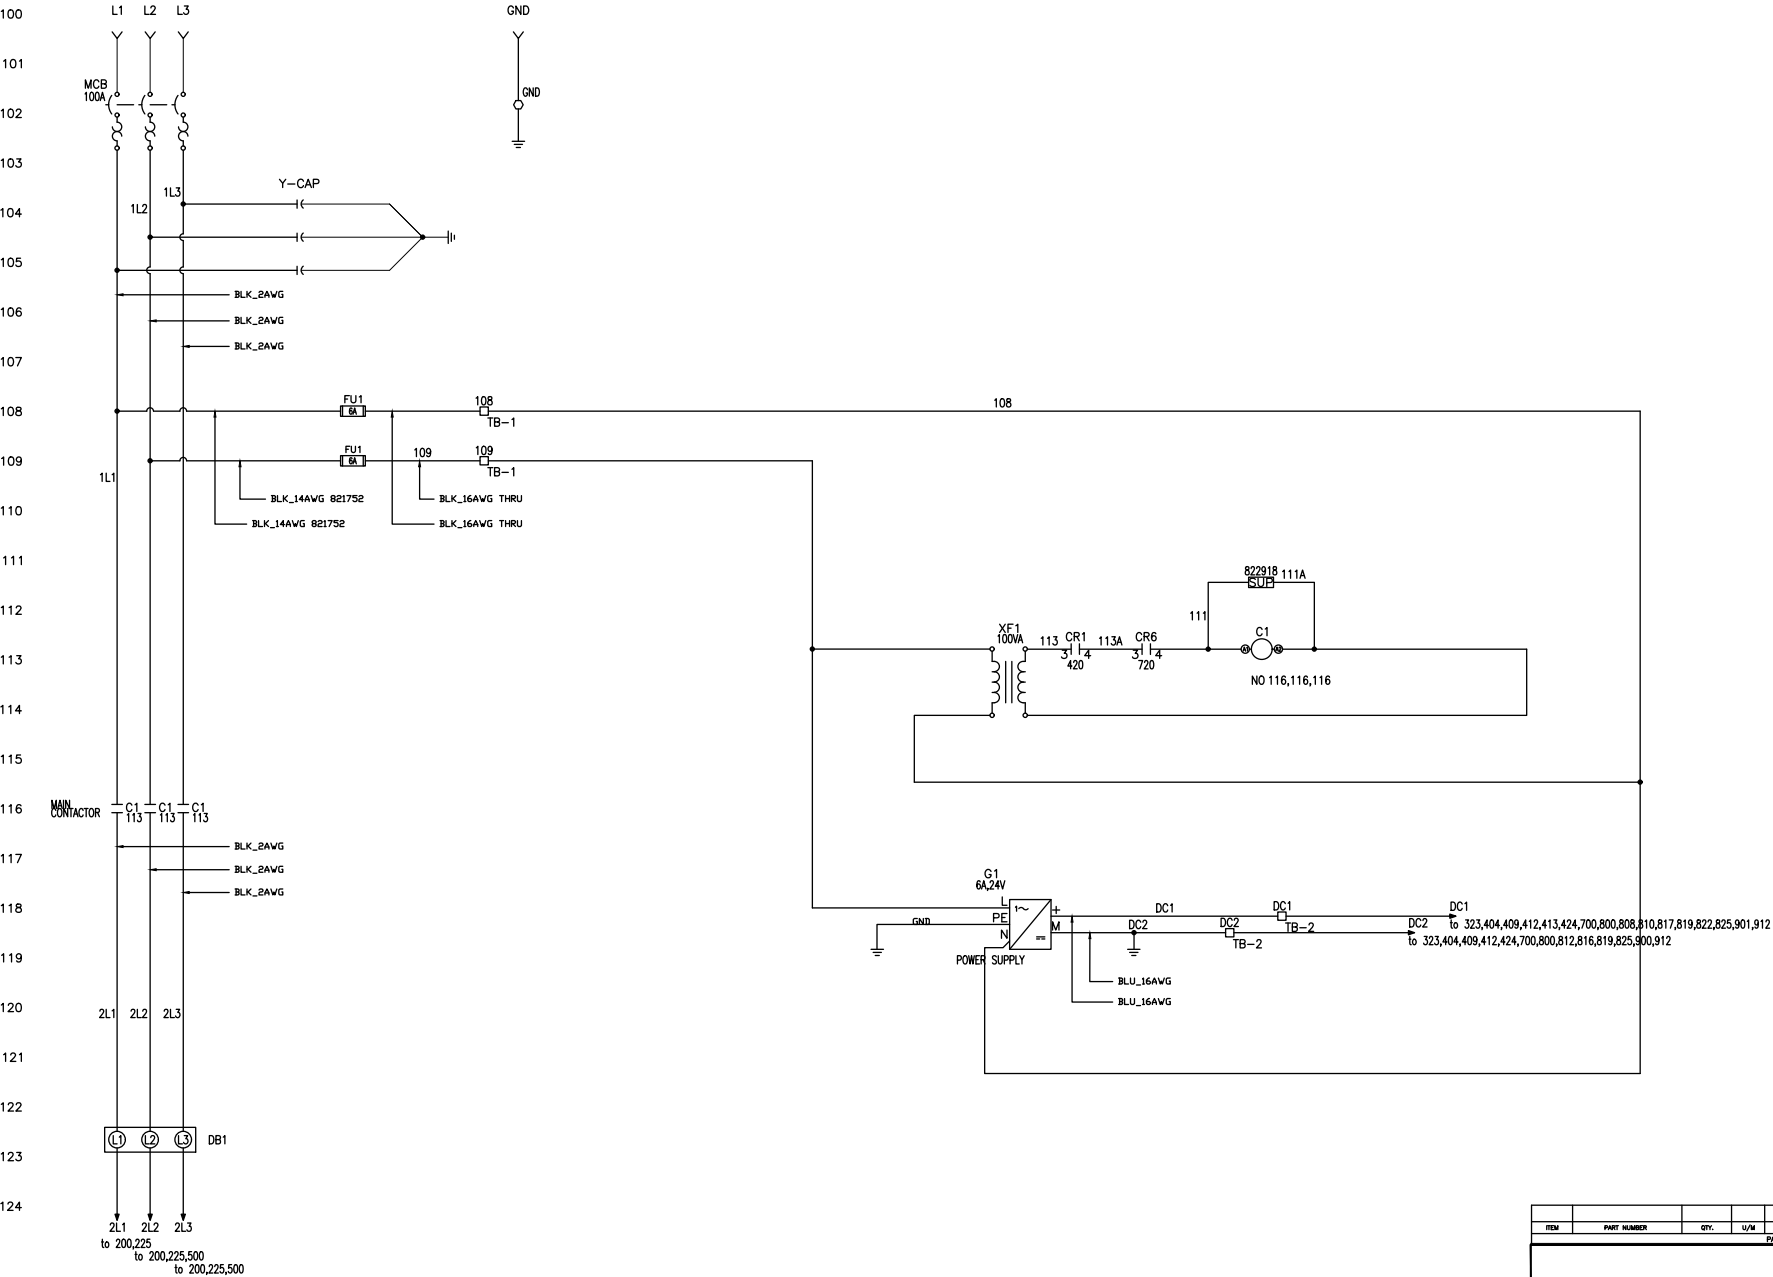 100 L1 L2 L3 GND
101
MCB
100A
GND
102
103
Y-CAP
1L3
1L2
104
105
BLK_2AWG
106
BLK_2AWG
BLK_2AWG
107
FU1
6A
108
TB-1
108
108
FU1
6A
109
109
TB-1
109
1L1
BLK_14AWG 821752
BLK_16AWG THRU
110
BLK_14AWG 821752
BLK_16AWG THRU
111
822918
SUP
111A
112
111
XF1
100VA
113
CR1
3 4
420
113A
CR6
3 4
720
C1
A1 A2
113
NO 116,116,116
114
115
116
MAIN
CONTACTOR
C1
113
C1
113
C1
113
BLK_2AWG
117
BLK_2AWG
BLK_2AWG
G1
6A,24V
118
L
PE
N
GND
1~
+
M
POWER SUPPLY
DC1
DC1
TB-2
DC1
to 323,404,409,412,413,424,700,800,808,810,817,819,822,825,901,912
DC2
DC2
TB-2
DC2
to 323,404,409,412,424,700,800,812,816,819,825,900,912
119
BLU_16AWG
BLU_16AWG
120
2L1 2L2 2L3
121
122
L1 L2 L3 DB1
123
124
2L1 2L2 2L3
to 200,225
to 200,225,500
to 200,225,500
ITEM PART NUMBER QTY. U/M